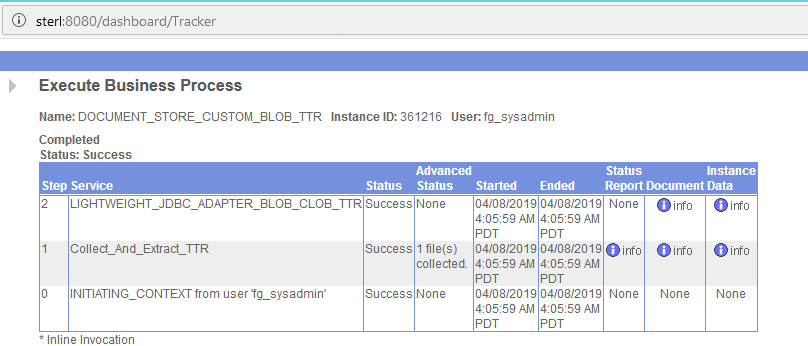 sterl:8080/dashboard/Tracker
Execute Business Process
Name: DOCUMENT_STORE_CUSTOM_BLOB_TTR Instance ID: 361216 User: fg_sysadmin
Completed
Status: Success
Step Service Status Advanced Status Started Ended Status Report Document Instance Data
2 LIGHTWEIGHT_JDBC_ADAPTER_BLOB_CLOB_TTR Success None 04/08/2019 4:05:59 AM PDT 04/08/2019 4:05:59 AM PDT None info info
1 Collect_And_Extract_TTR Success 1 file(s) collected. 04/08/2019 4:05:59 AM PDT 04/08/2019 4:05:59 AM PDT info info info
0 INITIATING_CONTEXT from user 'fg_sysadmin' Success None 04/08/2019 4:05:59 AM PDT 04/08/2019 4:05:59 AM PDT None None None
* Inline Invocation